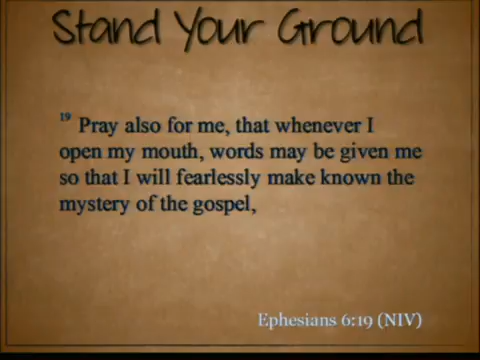 Stand Your Ground
19 Pray also for me, that whenever I
open my mouth, words may be given me
so that I will fearlessly make known the
mystery of the gospel,
Ephesians 6:19 (NIV)